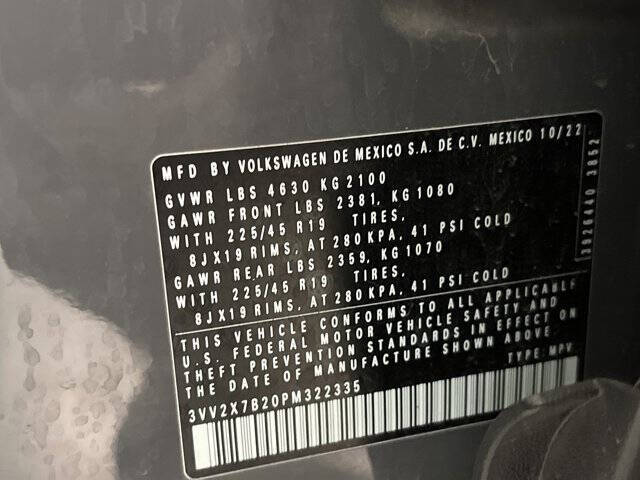 MFD BY VOLKSWAGEN DE MEXICO S.A. DE C.V. MEXICO 10/22
GVWR LBS 4630 KG 2100
GAWR FRONT LBS 2381, KG 1080
WITH 225/45 R19 TIRES,
8JX19 RIMS, AT 280 KPA, 41 PSI COLD
GAWR REAR LBS 2359, KG 1070
WITH 225/45 R19 TIRES,
8JX19 RIMS, AT 280 KPA, 41 PSI COLD
THIS VEHICLE CONFORMS TO ALL APPLICABLE
U.S. FEDERAL MOTOR VEHICLE SAFETY AND
THEFT PREVENTION STANDARDS IN EFFECT ON
THE DATE OF MANUFACTURE SHOWN ABOVE.
TYPE: MPV
3VV2X7B20PM322335
3852